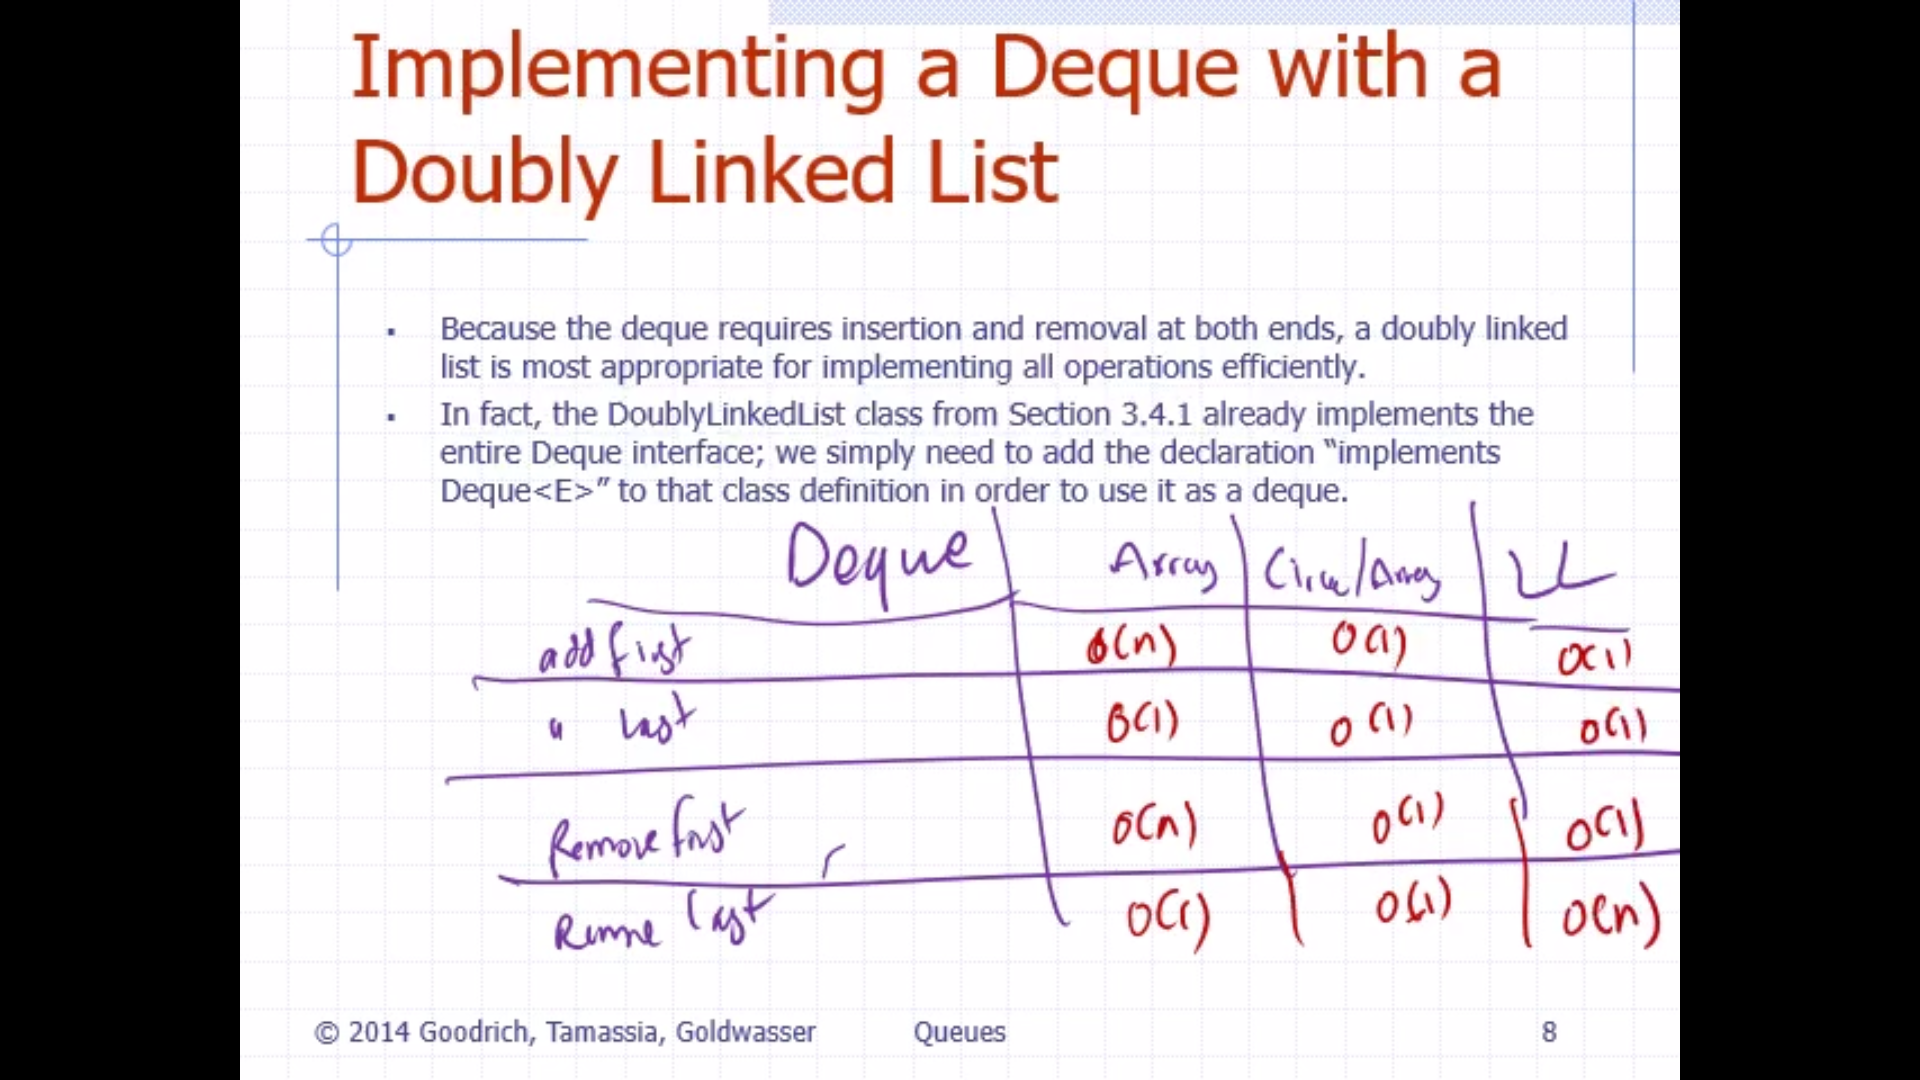 Implementing a Deque with a
Doubly Linked List
▪ Because the deque requires insertion and removal at both ends, a doubly linked
list is most appropriate for implementing all operations efficiently.
▪ In fact, the DoublyLinkedList class from Section 3.4.1 already implements the
entire Deque interface; we simply need to add the declaration “implements
Deque<E>” to that class definition in order to use it as a deque.
Deque Array LL
add first O(n) O(1) O(1)
" last O(1) O(1) O(1)
Remove first O(n) O(1) O(1)
Remove last O(1) O(1) O(n)
© 2014 Goodrich, Tamassia, Goldwasser Queues 8